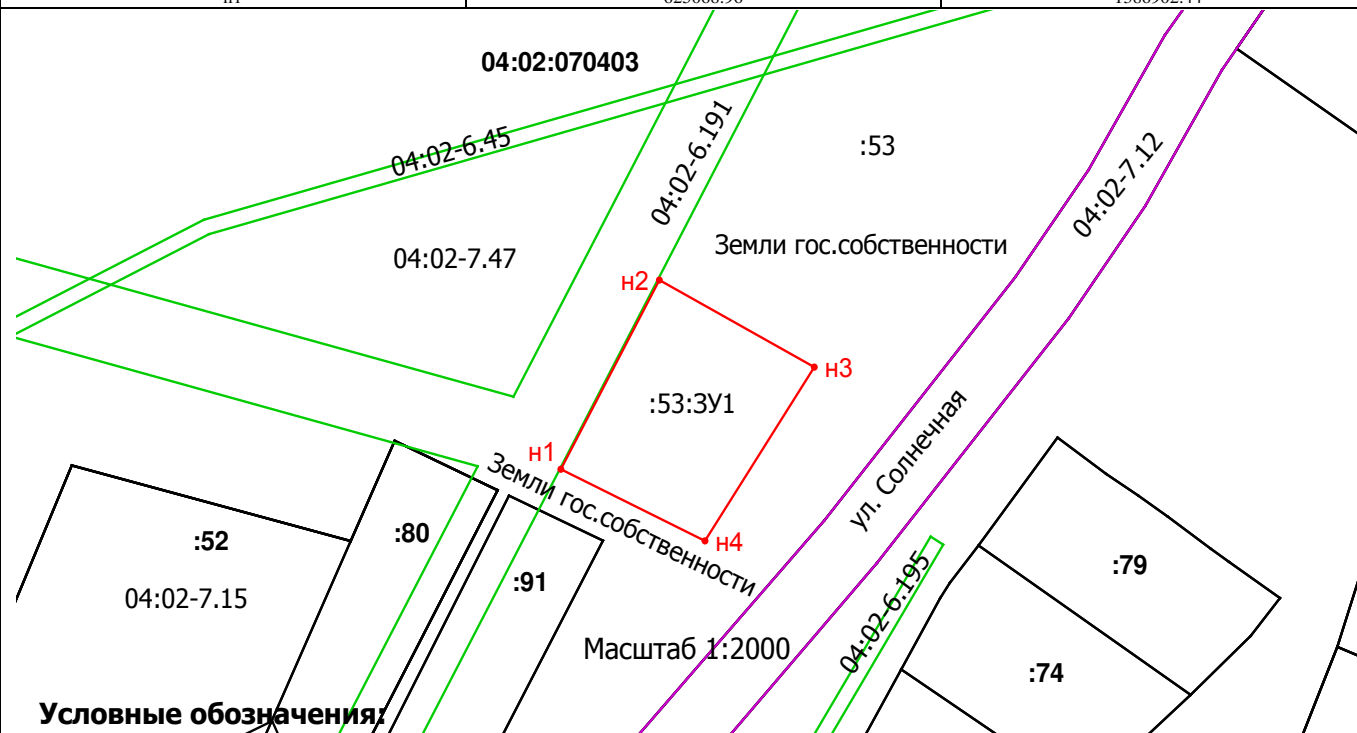 04:02:070403
04:02-6.45
04:02-6.191
:53
04:02-7.12
04:02-7.47
Земли гос.собственности
н2
н3
:53:ЗУ1
ул. Солнечная
н1
Земли гос.собственности
н4
:52
:80
:91
04:02-7.15
04:02-6.195
:79
Масштаб 1:2000
:74
Условные обозначения: